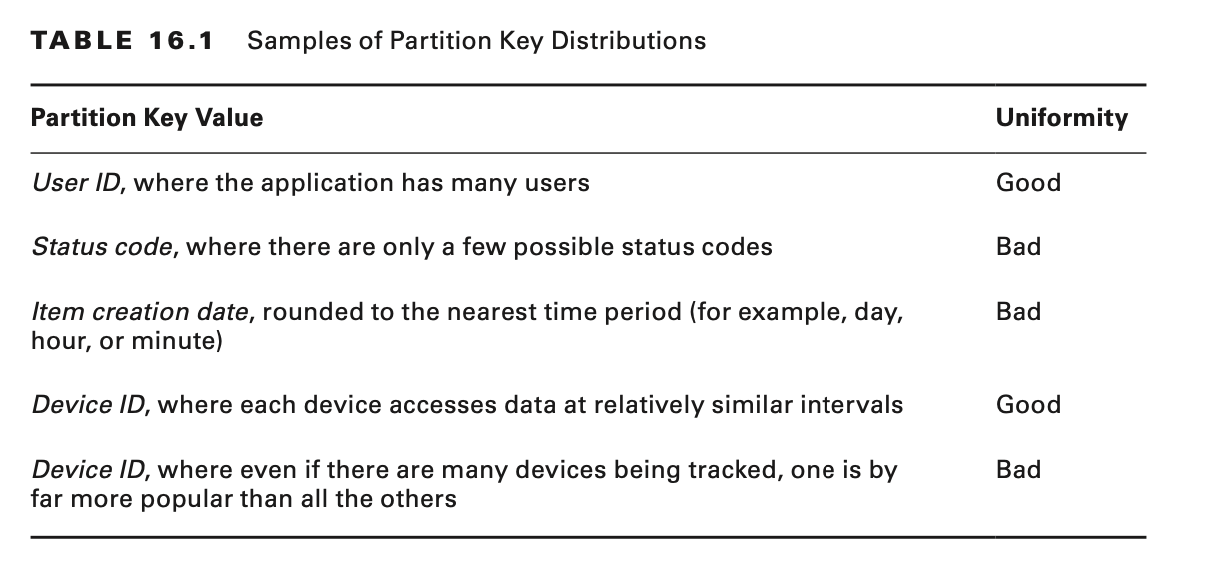 TABLE 16.1 Samples of Partition Key Distributions
Partition Key Value Uniformity
User ID, where the application has many users Good
Status code, where there are only a few possible status codes Bad
Item creation date, rounded to the nearest time period (for example, day, Bad
hour, or minute)
Device ID, where each device accesses data at relatively similar intervals Good
Device ID, where even if there are many devices being tracked, one is by Bad
far more popular than all the others